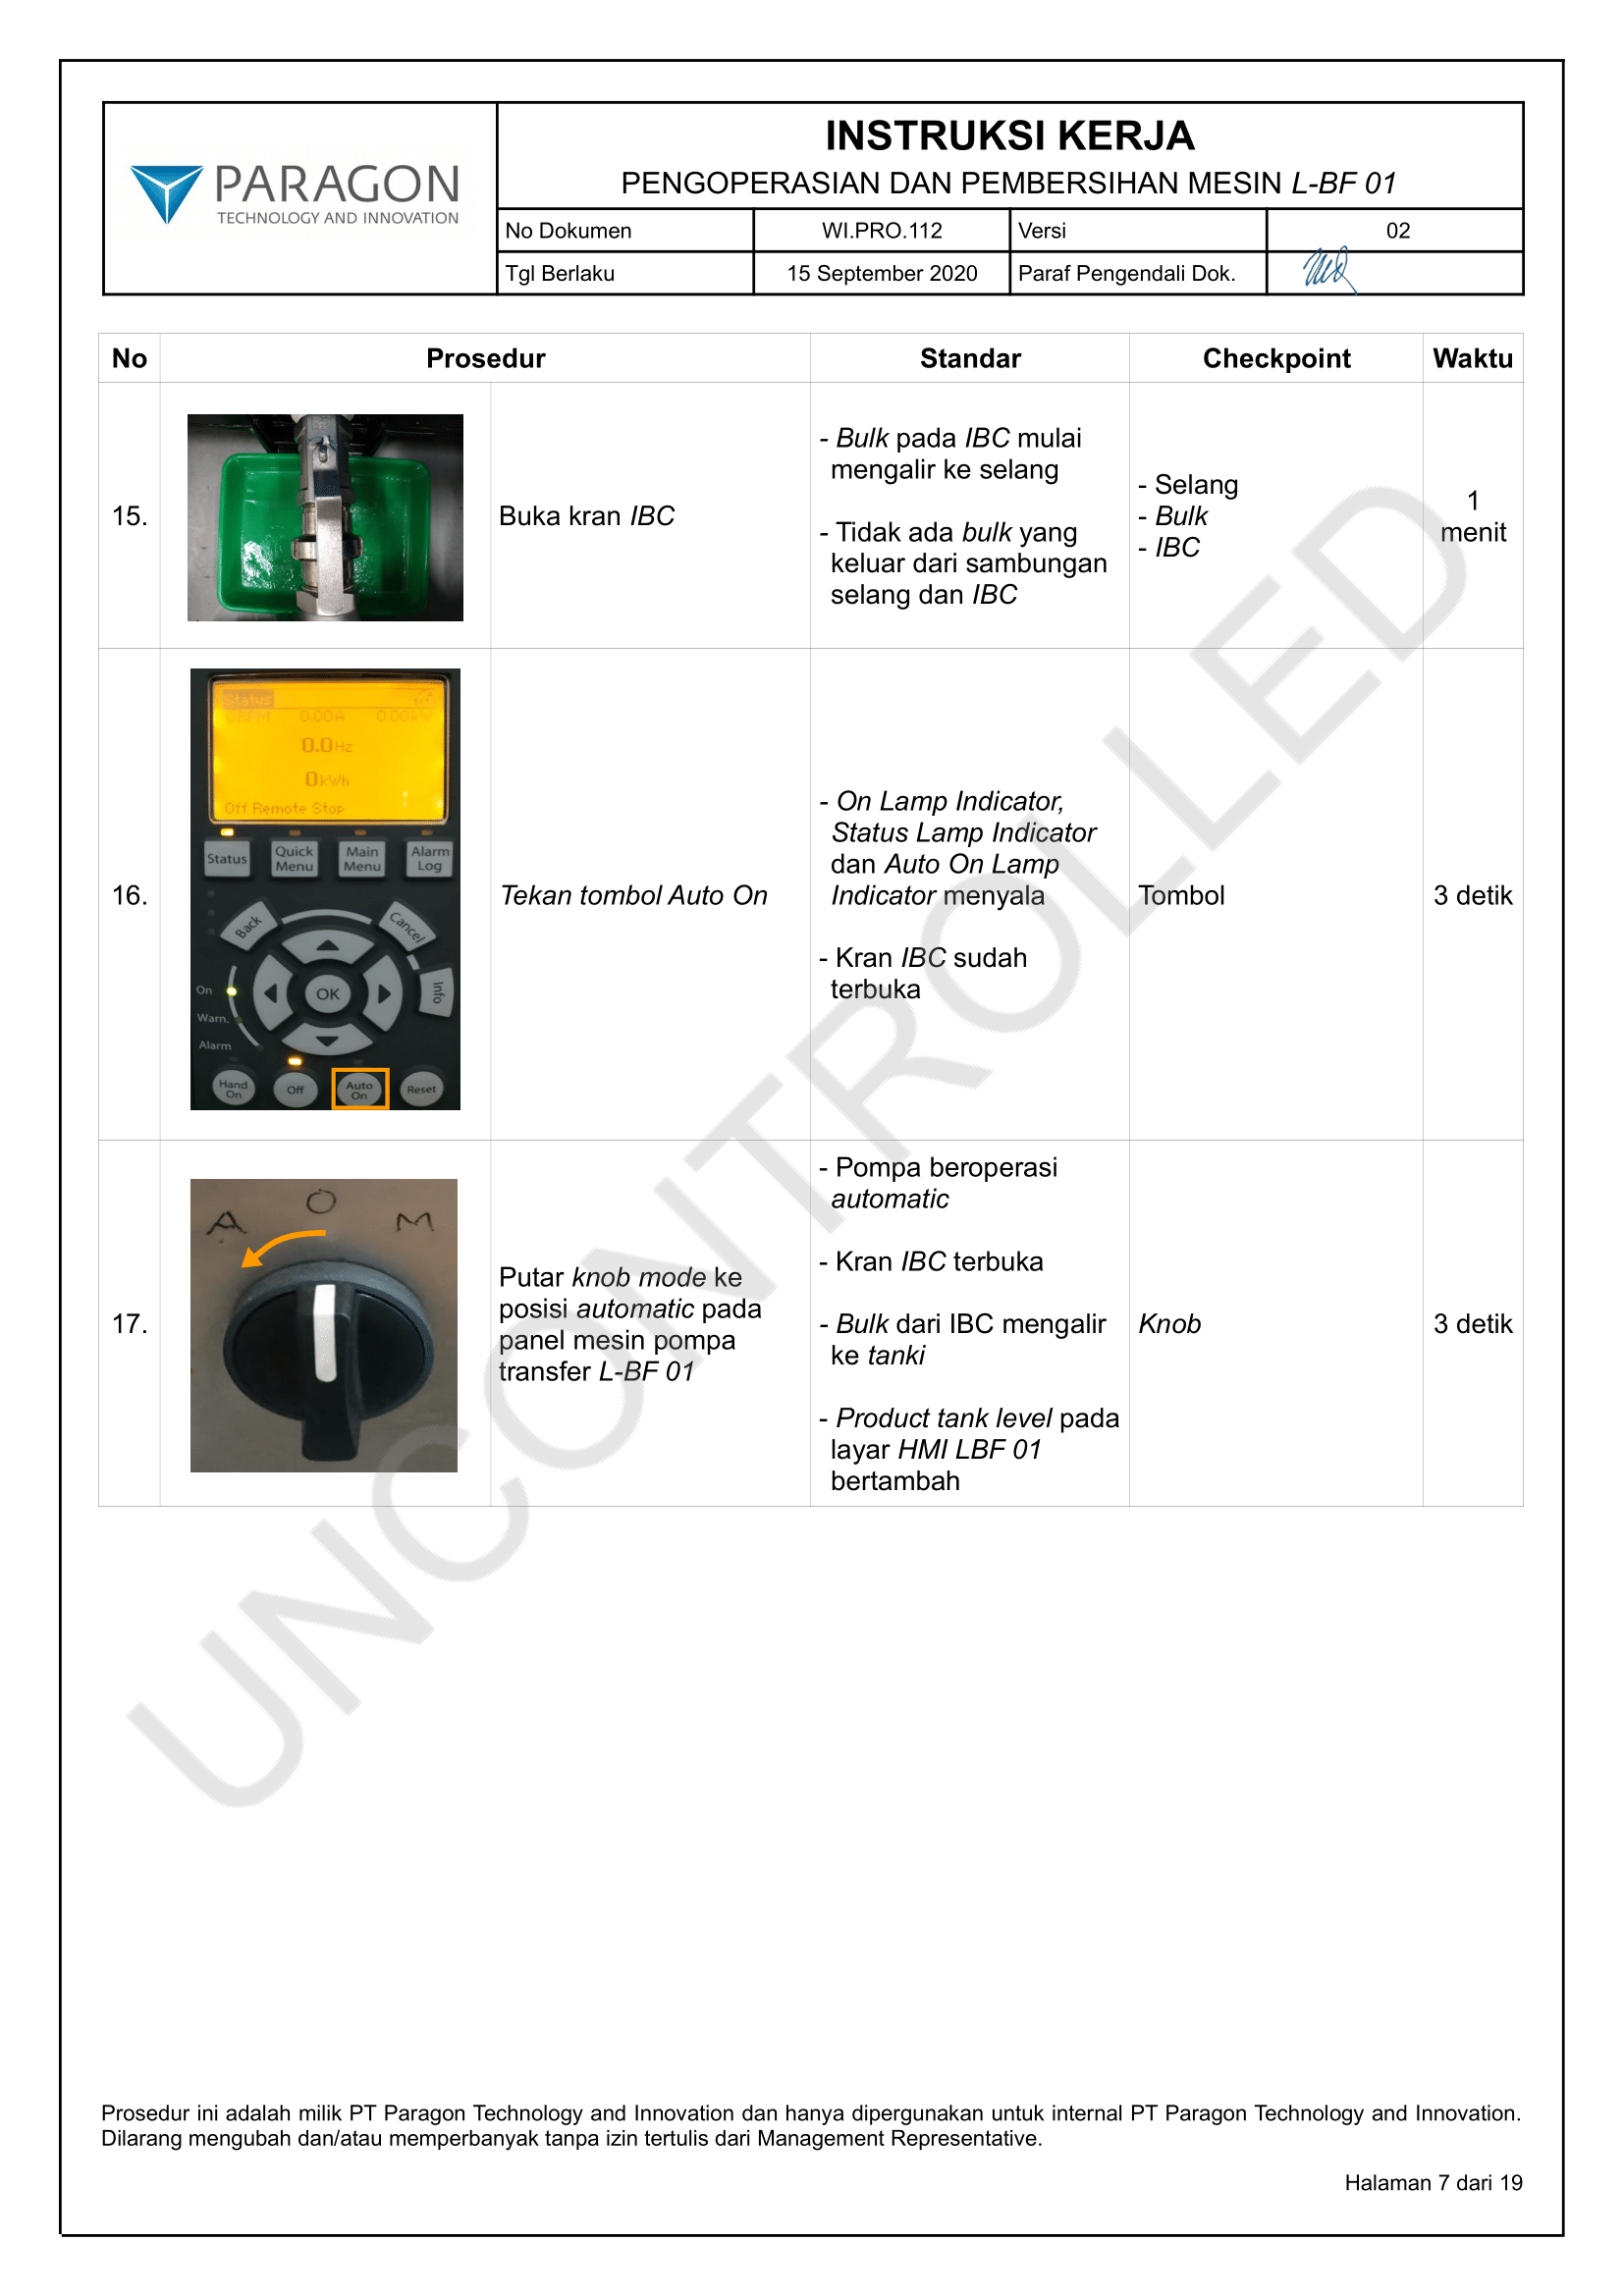 PARAGON
TECHNOLOGY AND INNOVATION
INSTRUKSI KERJA
PENGOPERASIAN DAN PEMBERSIHAN MESIN L-BF 01
No Dokumen WI.PRO.112 Versi 02
Tgl Berlaku 15 September 2020 Paraf Pengendali Dok.
No Prosedur Standar Checkpoint Waktu
15.
Buka kran IBC
- Bulk pada IBC mulai
mengalir ke selang
- Tidak ada bulk yang
keluar dari sambungan
selang dan IBC
- Selang
- Bulk
- IBC
1
menit
16.
Status
0RPM 0.00A 0.00kW
0.0Hz
0kWh
Off Remote Stop
Status
Quick
Menu
Main
Menu
Alarm
Log
Back
Cancel
Info
OK
On
Warn.
Alarm
Hand
On
Off
Auto
On
Reset
Tekan tombol Auto On
- On Lamp Indicator,
Status Lamp Indicator
dan Auto On Lamp
Indicator menyala
- Kran IBC sudah
terbuka
Tombol
3 detik
17.
A O M
Putar knob mode ke
posisi automatic pada
panel mesin pompa
transfer L-BF 01
- Pompa beroperasi
automatic
- Kran IBC terbuka
- Bulk dari IBC mengalir
ke tanki
- Product tank level pada
layar HMI LBF 01
bertambah
Knob
3 detik
UNCONTROLLED
Prosedur ini adalah milik PT Paragon Technology and Innovation dan hanya dipergunakan untuk internal PT Paragon Technology and Innovation.
Dilarang mengubah dan/atau memperbanyak tanpa izin tertulis dari Management Representative.
Halaman 7 dari 19